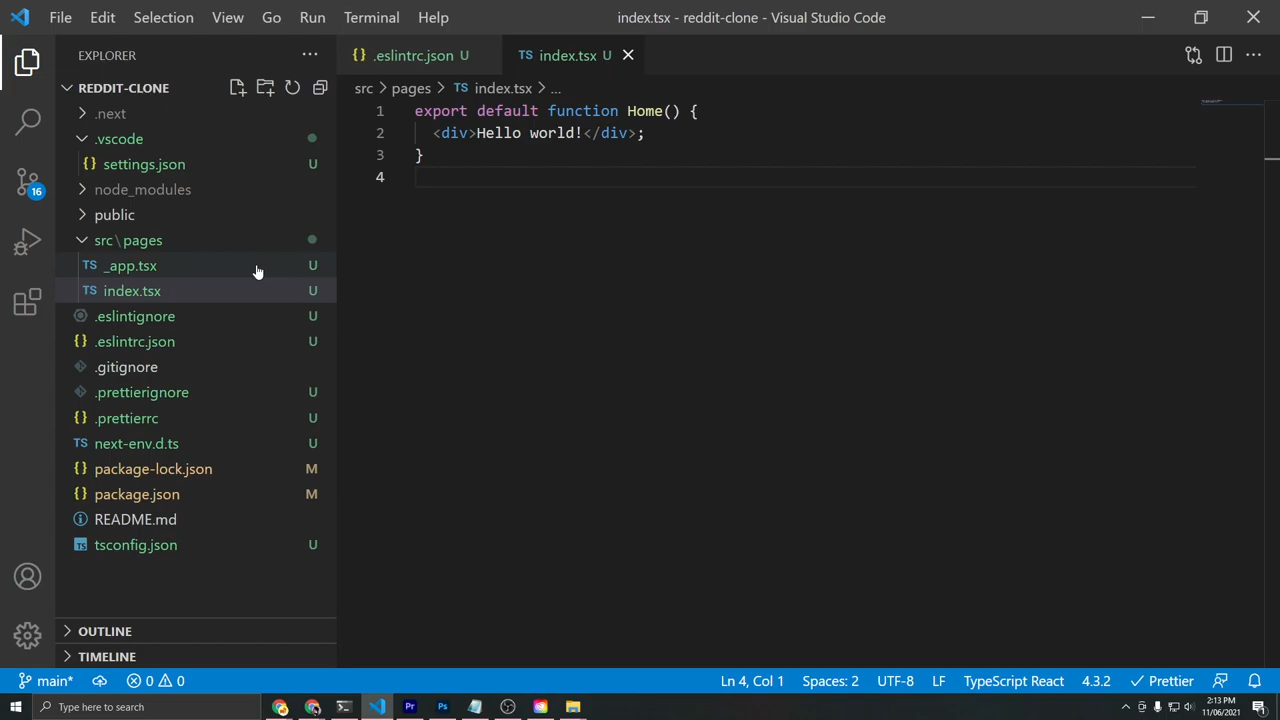 File Edit Selection View Go Run Terminal Help
index.tsx - reddit-clone - Visual Studio Code
EXPLORER
REDDIT-CLONE
.next
.vscode
{} settings.json U
node_modules
public
src\pages
TS _app.tsx U
TS index.tsx U
.eslintignore U
{} .eslintrc.json U
.gitignore
.prettierignore U
{} .prettierrc U
TS next-env.d.ts U
{} package-lock.json M
{} package.json M
README.md
TS tsconfig.json U
OUTLINE
TIMELINE
16
{} .eslintrc.json U
TS index.tsx U
src > pages > TS index.tsx > ...
1 export default function Home() {
2 <div>Hello world!</div>;
3 }
4
main* 0 0
Ln 4, Col 1 Spaces: 2 UTF-8 LF TypeScript React 4.3.2 Prettier
Type here to search
Pr Ps
2:13 PM
11/06/2021